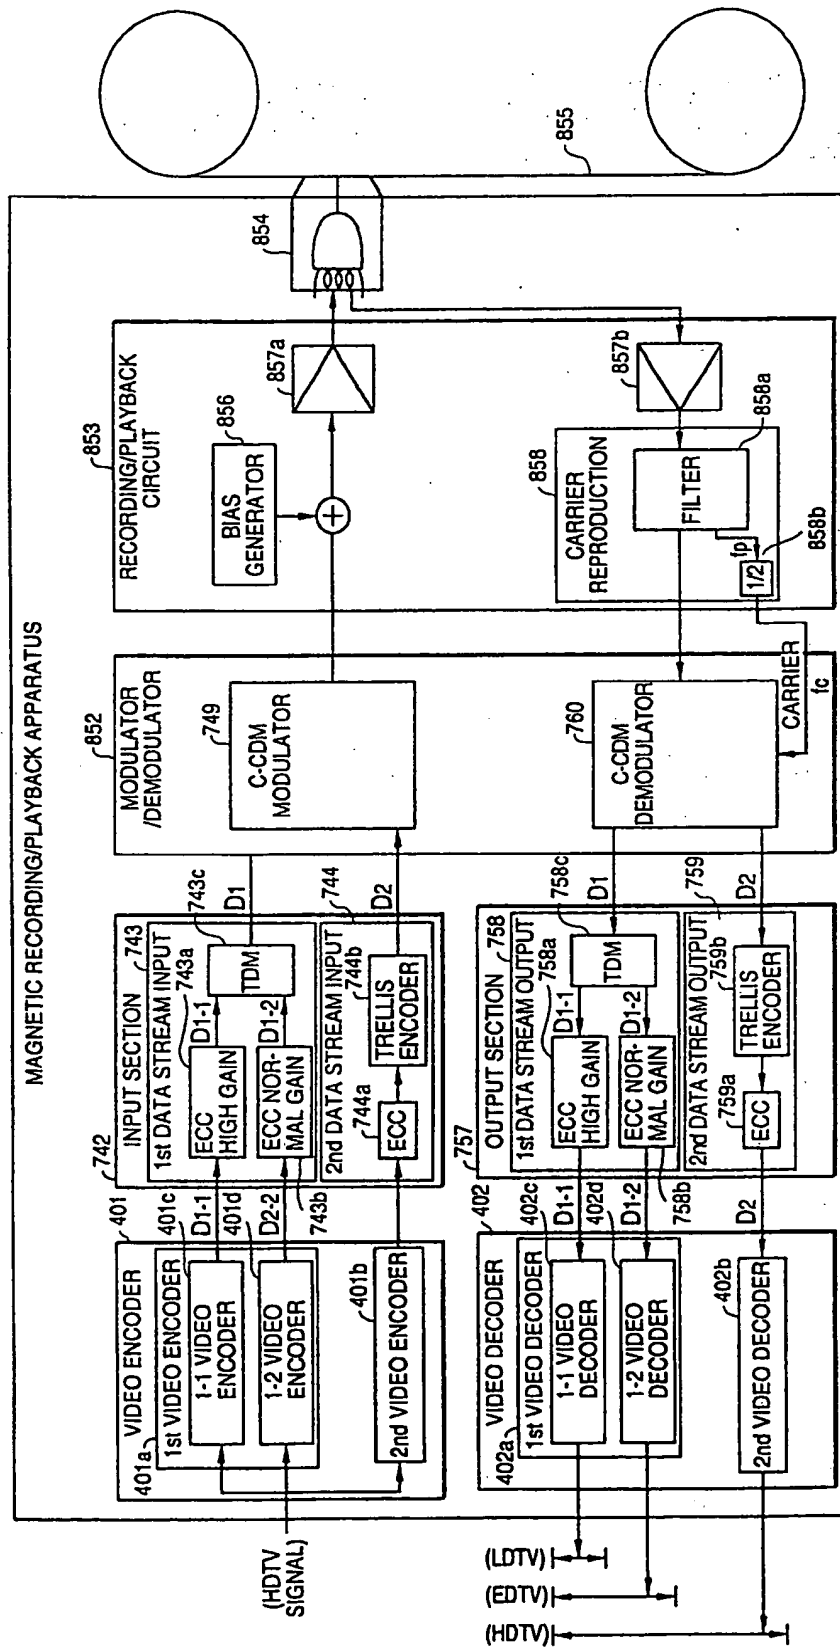 MAGNETIC RECORDING/PLAYBACK APPARATUS
401
VIDEO ENCODER
401a
1st VIDEO ENCODER
401c
1-1 VIDEO
ENCODER
401d
1-2 VIDEO
ENCODER
401b
2nd VIDEO ENCODER
(HDTV
SIGNAL)
D1-1
D2-2
742
INPUT SECTION
743
1st DATA STREAM INPUT
743a
ECC
HIGH GAIN
D1-1
743c
TDM
ECC NOR-
MAL GAIN
D1-2
743b
744
2nd DATA STREAM INPUT
744a
ECC
744b
TRELLIS
ENCODER
D1
D2
852
MODULATOR
/DEMODULATOR
749
C-CDM
MODULATOR
760
C-CDM
DEMODULATOR
CARRIER
fc
853
RECORDING/PLAYBACK
CIRCUIT
856
BIAS
GENERATOR
+
857a
857b
858
CARRIER
REPRODUCTION
858a
FILTER
fp
1/2
858b
854
855
402
VIDEO DECODER
402a
1st VIDEO DECODER
402c
1-1 VIDEO
DECODER
402d
1-2 VIDEO
DECODER
402b
2nd VIDEO DECODER
(LDTV)
(EDTV)
(HDTV)
D1-1
D1-2
D2
757
OUTPUT SECTION
758
1st DATA STREAM OUTPUT
758a
ECC
HIGH GAIN
D1-1
758c
TDM
ECC NOR-
MAL GAIN
D1-2
758b
759
2nd DATA STREAM OUTPUT
759a
ECC
759b
TRELLIS
ENCODER
D1
D2